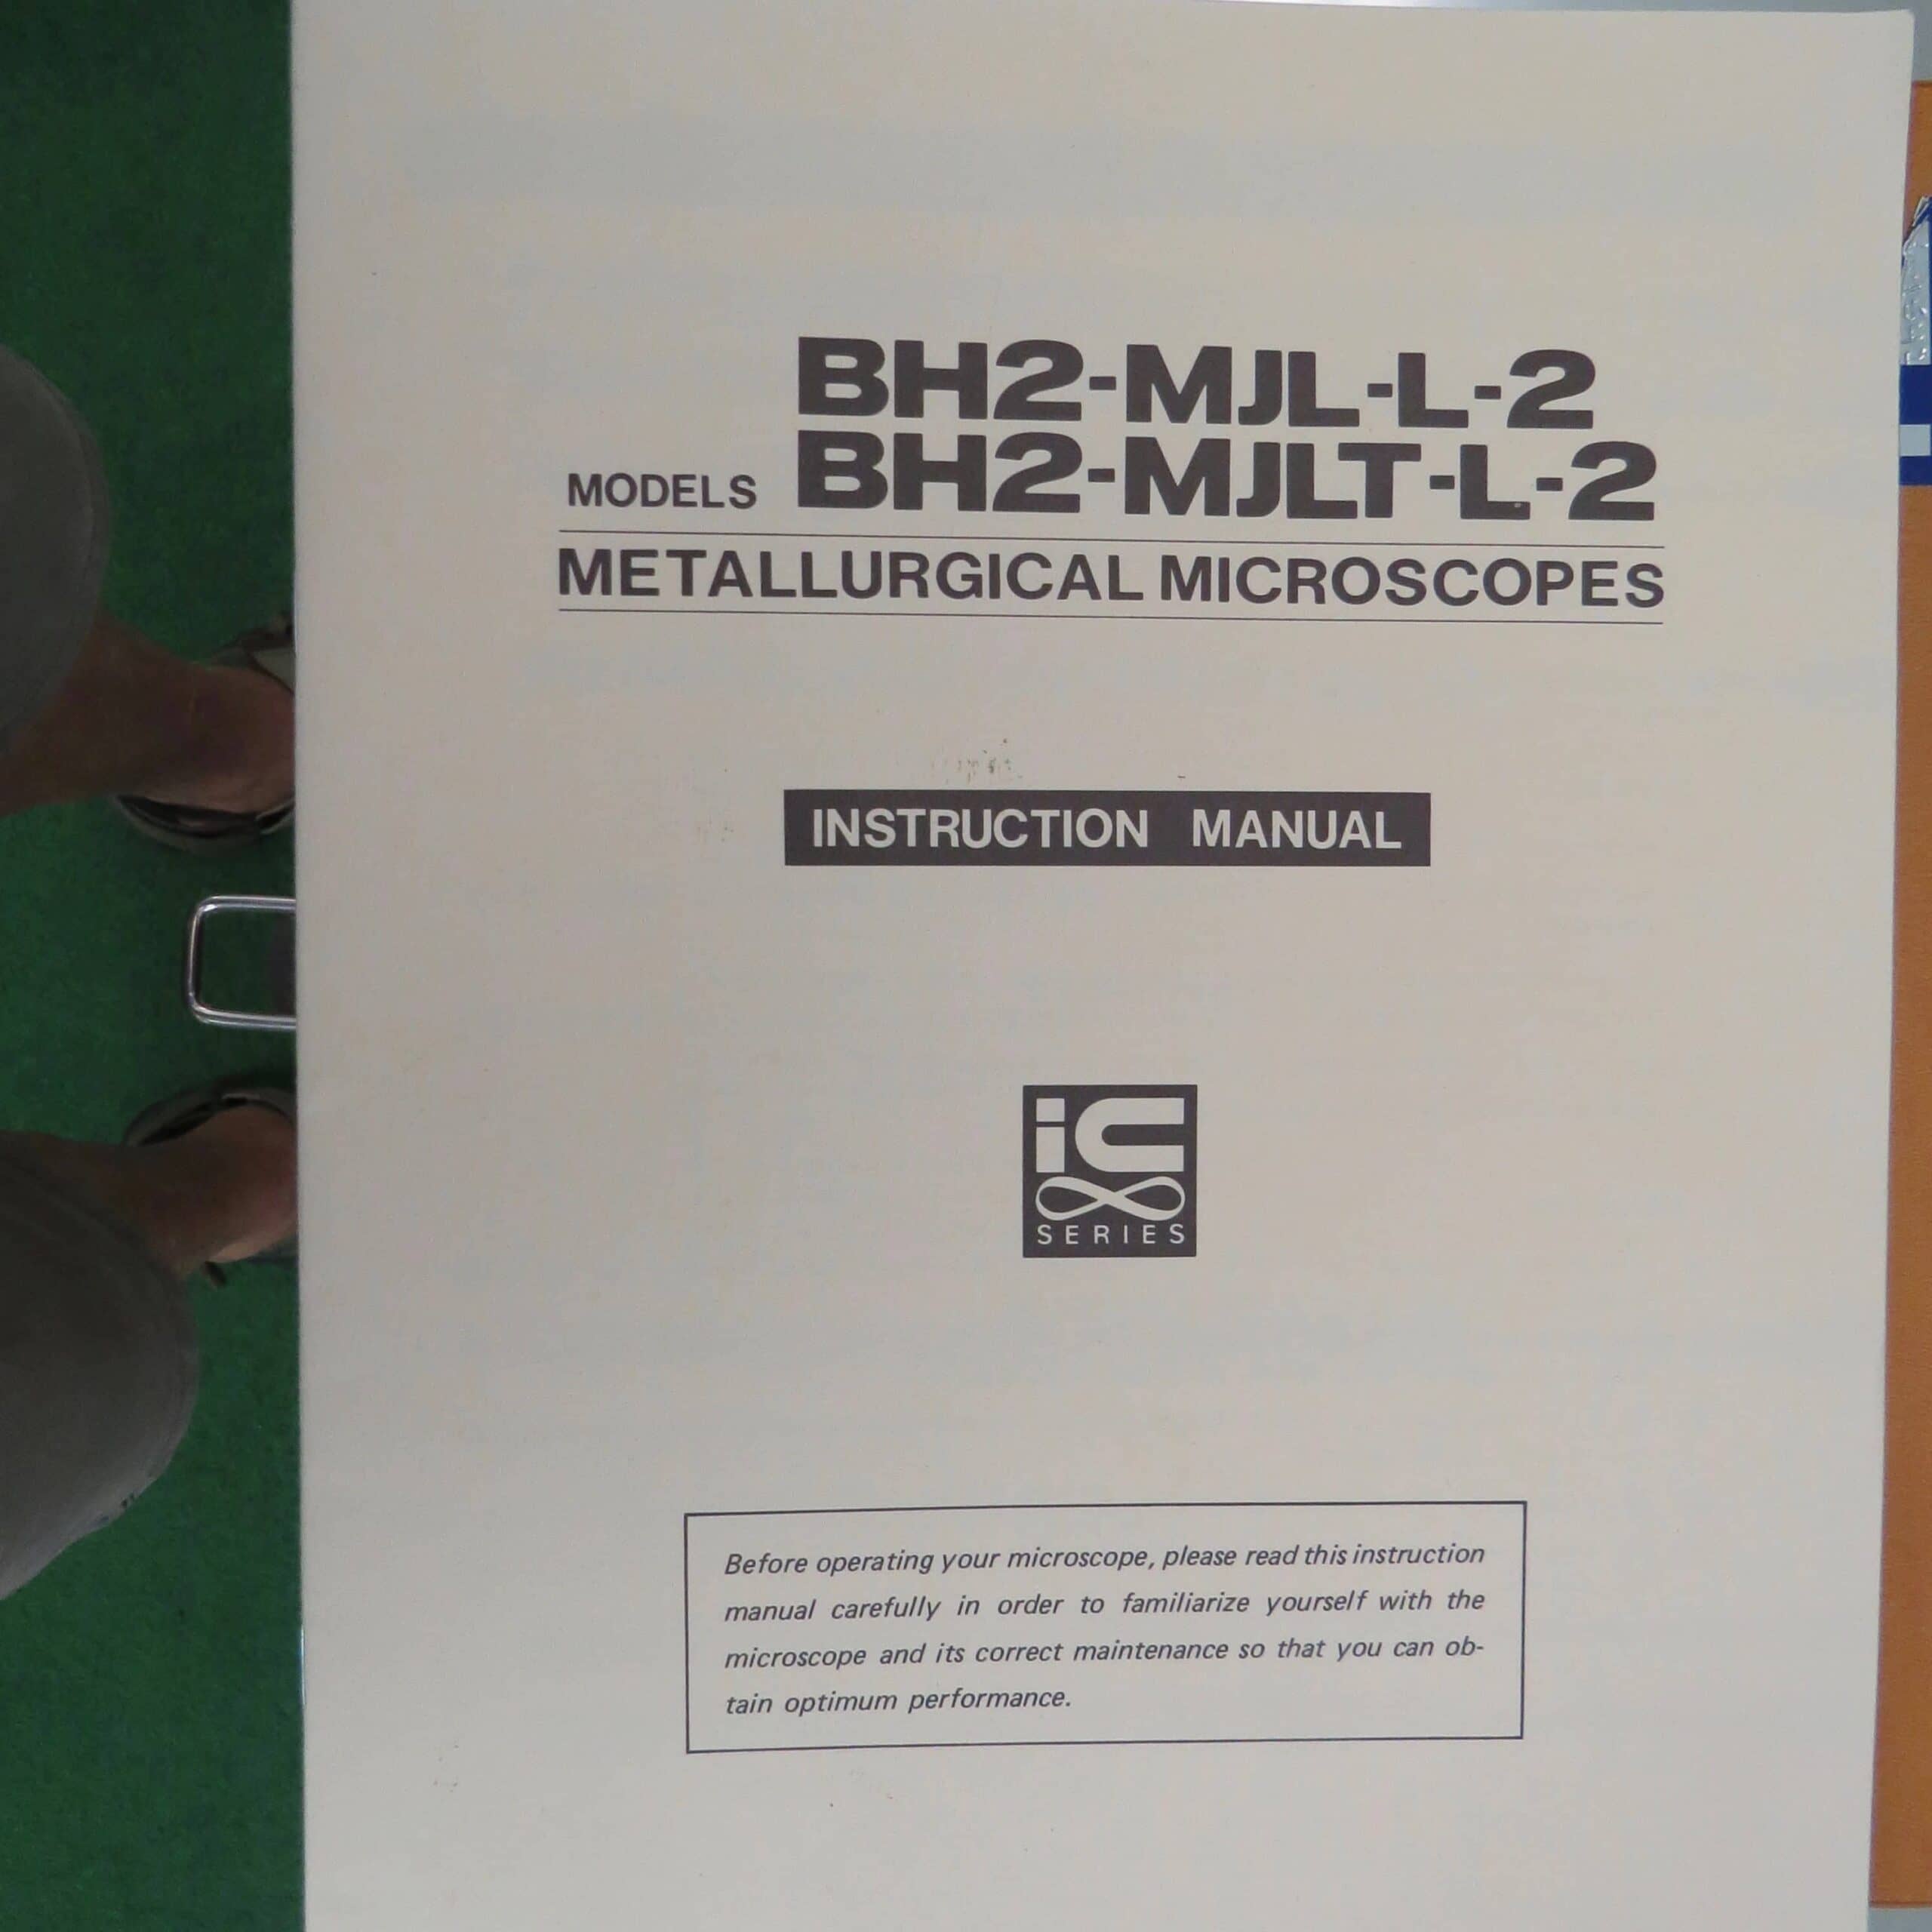 BH2-MJL-L-2
MODELS BH2-MJLT-L-2
METALLURGICAL MICROSCOPES
INSTRUCTION MANUAL
iC
SERIES
Before operating your microscope, please read this instruction
manual carefully in order to familiarize yourself with the
microscope and its correct maintenance so that you can ob-
tain optimum performance.